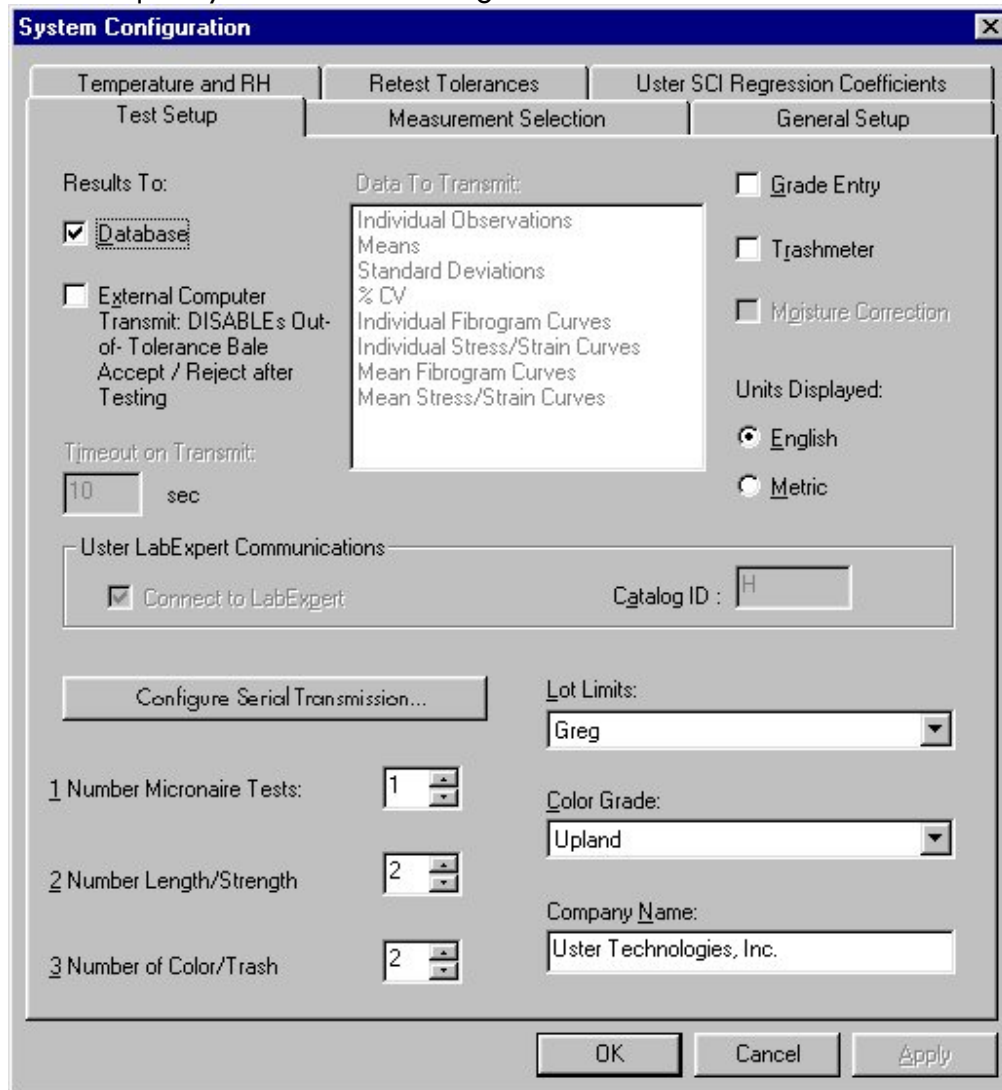 System Configuration
Temperature and RH
Retest Tolerances
Uster SCI Regression Coefficients
Test Setup
Measurement Selection
General Setup
Results To:
Database
External Computer
Transmit: DISABLEs Out-
of- Tolerance Bale
Accept / Reject after
Testing
Timeout on Transmit:
10 sec
Data To Transmit:
Individual Observations
Means
Standard Deviations
% CV
Individual Fibrogram Curves
Individual Stress/Strain Curves
Mean Fibrogram Curves
Mean Stress/Strain Curves
Grade Entry
Trashmeter
Moisture Correction
Units Displayed:
English
Metric
Uster LabExpert Communications
Connect to LabExpert
Catalog ID : H
Configure Serial Transmission...
1 Number Micronaire Tests: 1
2 Number Length/Strength 2
3 Number of Color/Trash 2
Lot Limits:
Greg
Color Grade:
Upland
Company Name:
Uster Technologies, Inc.
OK
Cancel
Apply